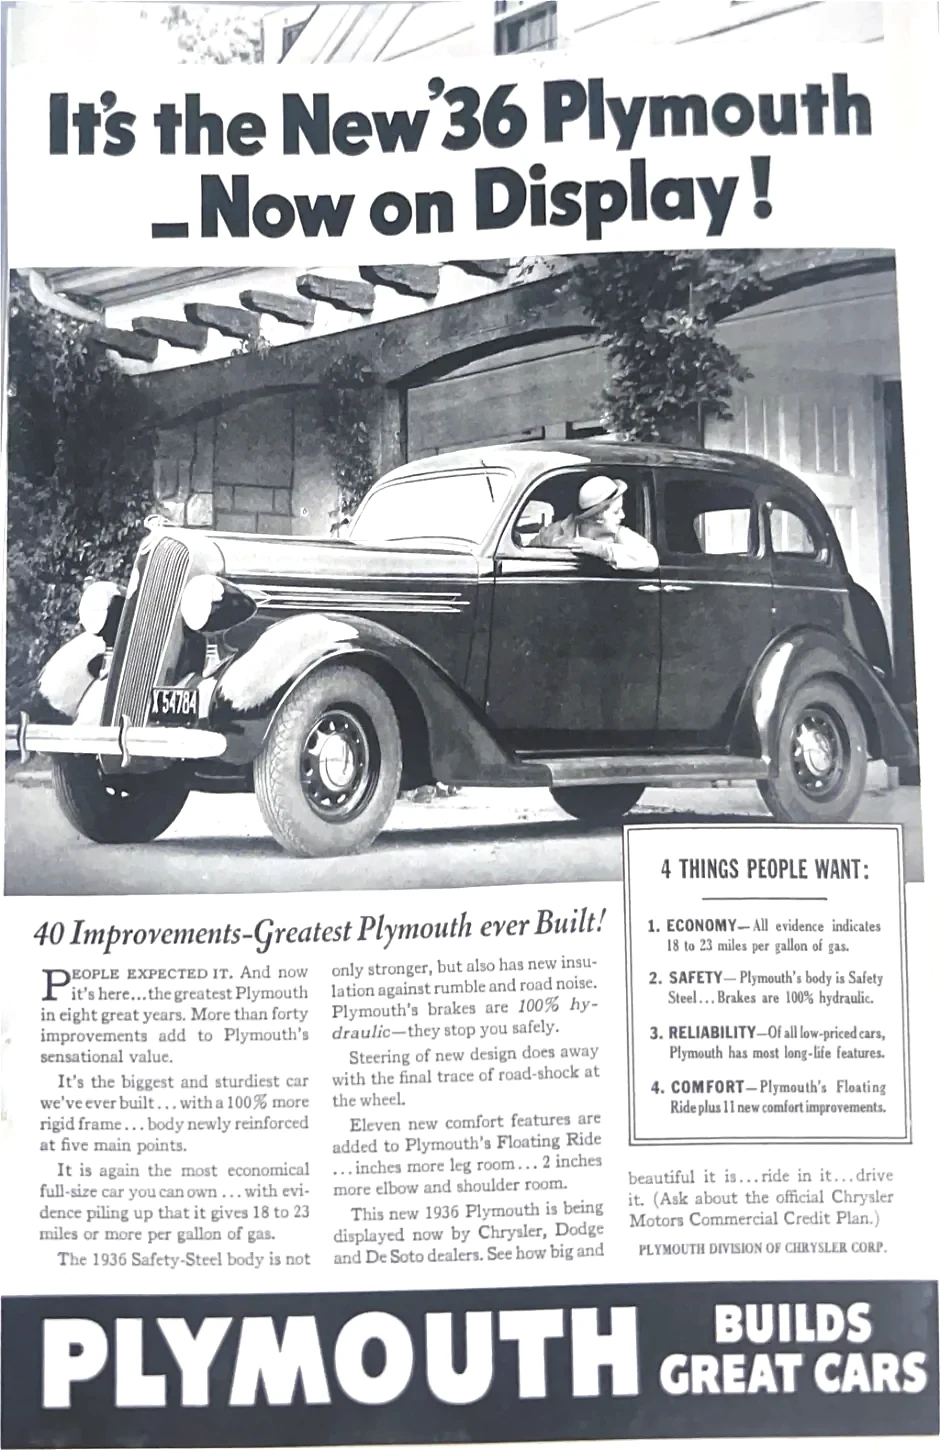 It's the New '36 Plymouth
—Now on Display!
X 54784
40 Improvements-Greatest Plymouth ever Built!
PEOPLE EXPECTED IT. And now
it's here...the greatest Plymouth
in eight great years. More than forty
improvements add to Plymouth's
sensational value.
It's the biggest and sturdiest car
we've ever built...with a 100% more
rigid frame...body newly reinforced
at five main points.
It is again the most economical
full-size car you can own...with evi-
dence piling up that it gives 18 to 23
miles or more per gallon of gas.
The 1936 Safety-Steel body is not
only stronger, but also has new insu-
lation against rumble and road noise.
Plymouth's brakes are 100% hy-
draulic—they stop you safely.
Steering of new design does away
with the final trace of road-shock at
the wheel.
Eleven new comfort features are
added to Plymouth's Floating Ride
...inches more leg room...2 inches
more elbow and shoulder room.
This new 1936 Plymouth is being
displayed now by Chrysler, Dodge
and De Soto dealers. See how big and
4 THINGS PEOPLE WANT:
1. ECONOMY—All evidence indicates
18 to 23 miles per gallon of gas.
2. SAFETY—Plymouth's body is Safety
Steel...Brakes are 100% hydraulic.
3. RELIABILITY—Of all low-priced cars,
Plymouth has most long-life features.
4. COMFORT—Plymouth's Floating
Ride plus 11 new comfort improvements.
beautiful it is...ride in it...drive
it. (Ask about the official Chrysler
Motors Commercial Credit Plan.)
PLYMOUTH DIVISION OF CHRYSLER CORP.
PLYMOUTH BUILDS
GREAT CARS